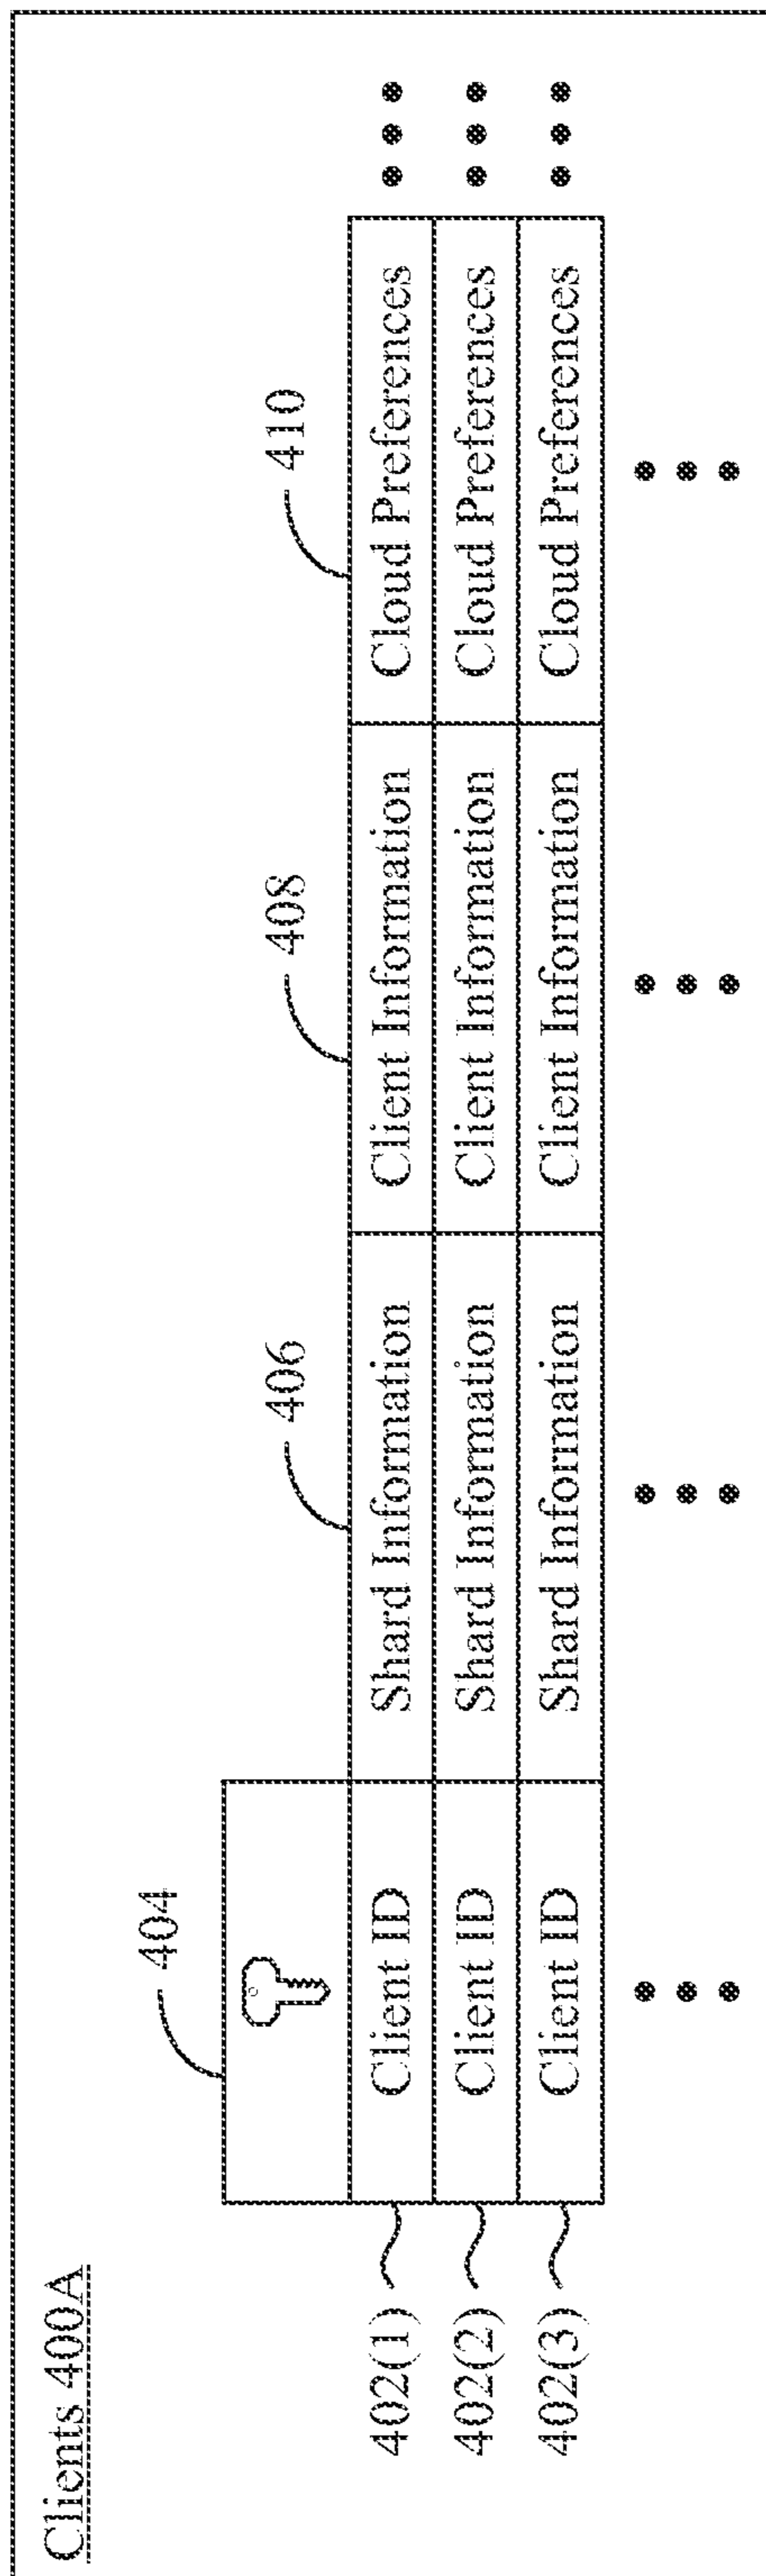 Clients 400A
404
406
408
410
402(1) Client ID Shard Information Client Information Cloud Preferences
402(2) Client ID Shard Information Client Information Cloud Preferences
402(3) Client ID Shard Information Client Information Cloud Preferences